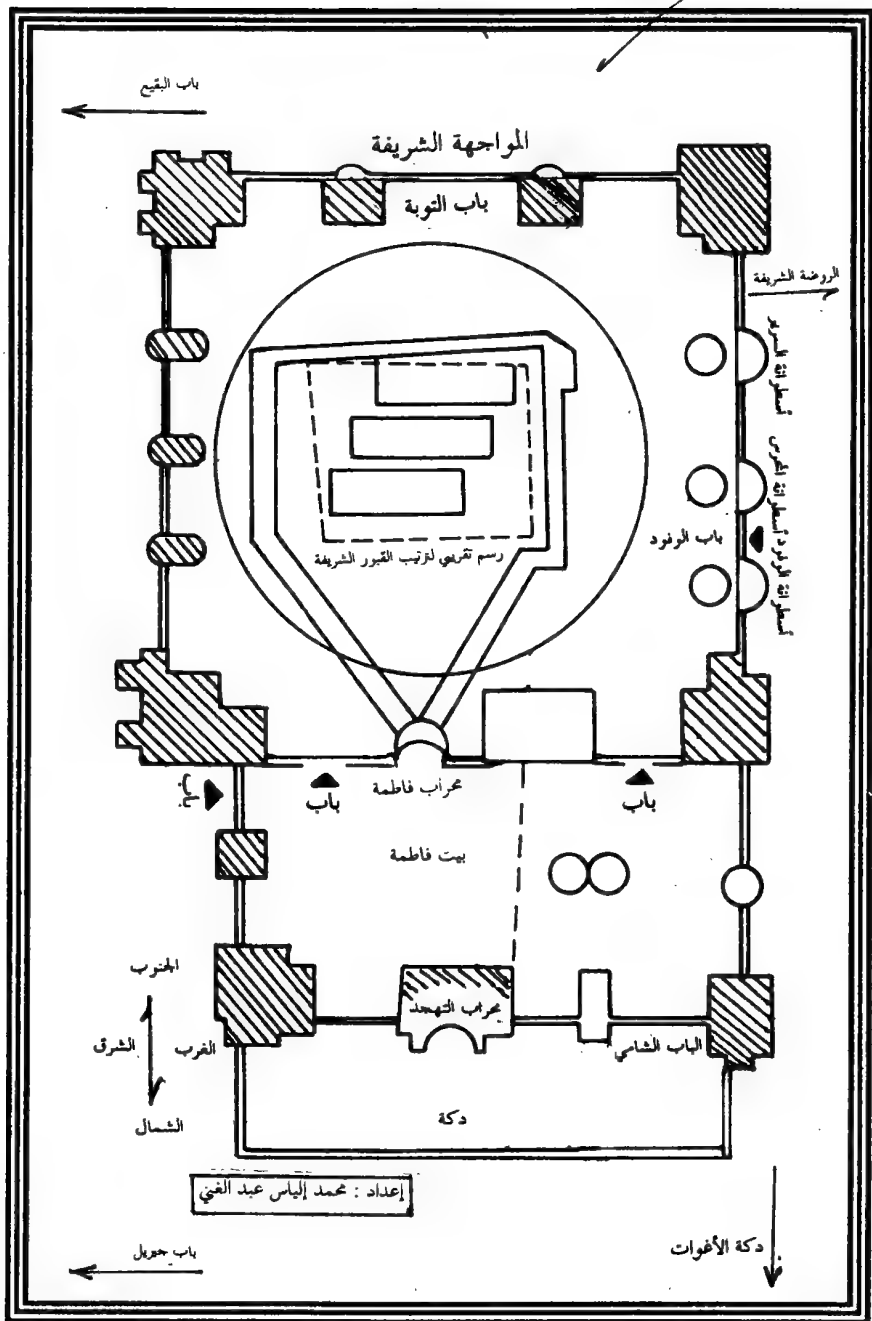 باب البقيع
المواجهة الشريفة
باب التوبة
الروضة الشريفة
أسطوانة السرير
أسطوانة المحرس
أسطوانة الوفود
باب الوفود
رسم تقريبي لترتيب القبور الشريفة
باب
باب
محراب فاطمة
باب
بيت فاطمة
الجنوب
الشرق
الغرب
الشمال
محراب التهجد
الباب الشامي
دكة
إعداد : محمد إلياس عبد الغني
باب جبريل
دكة الأغوات